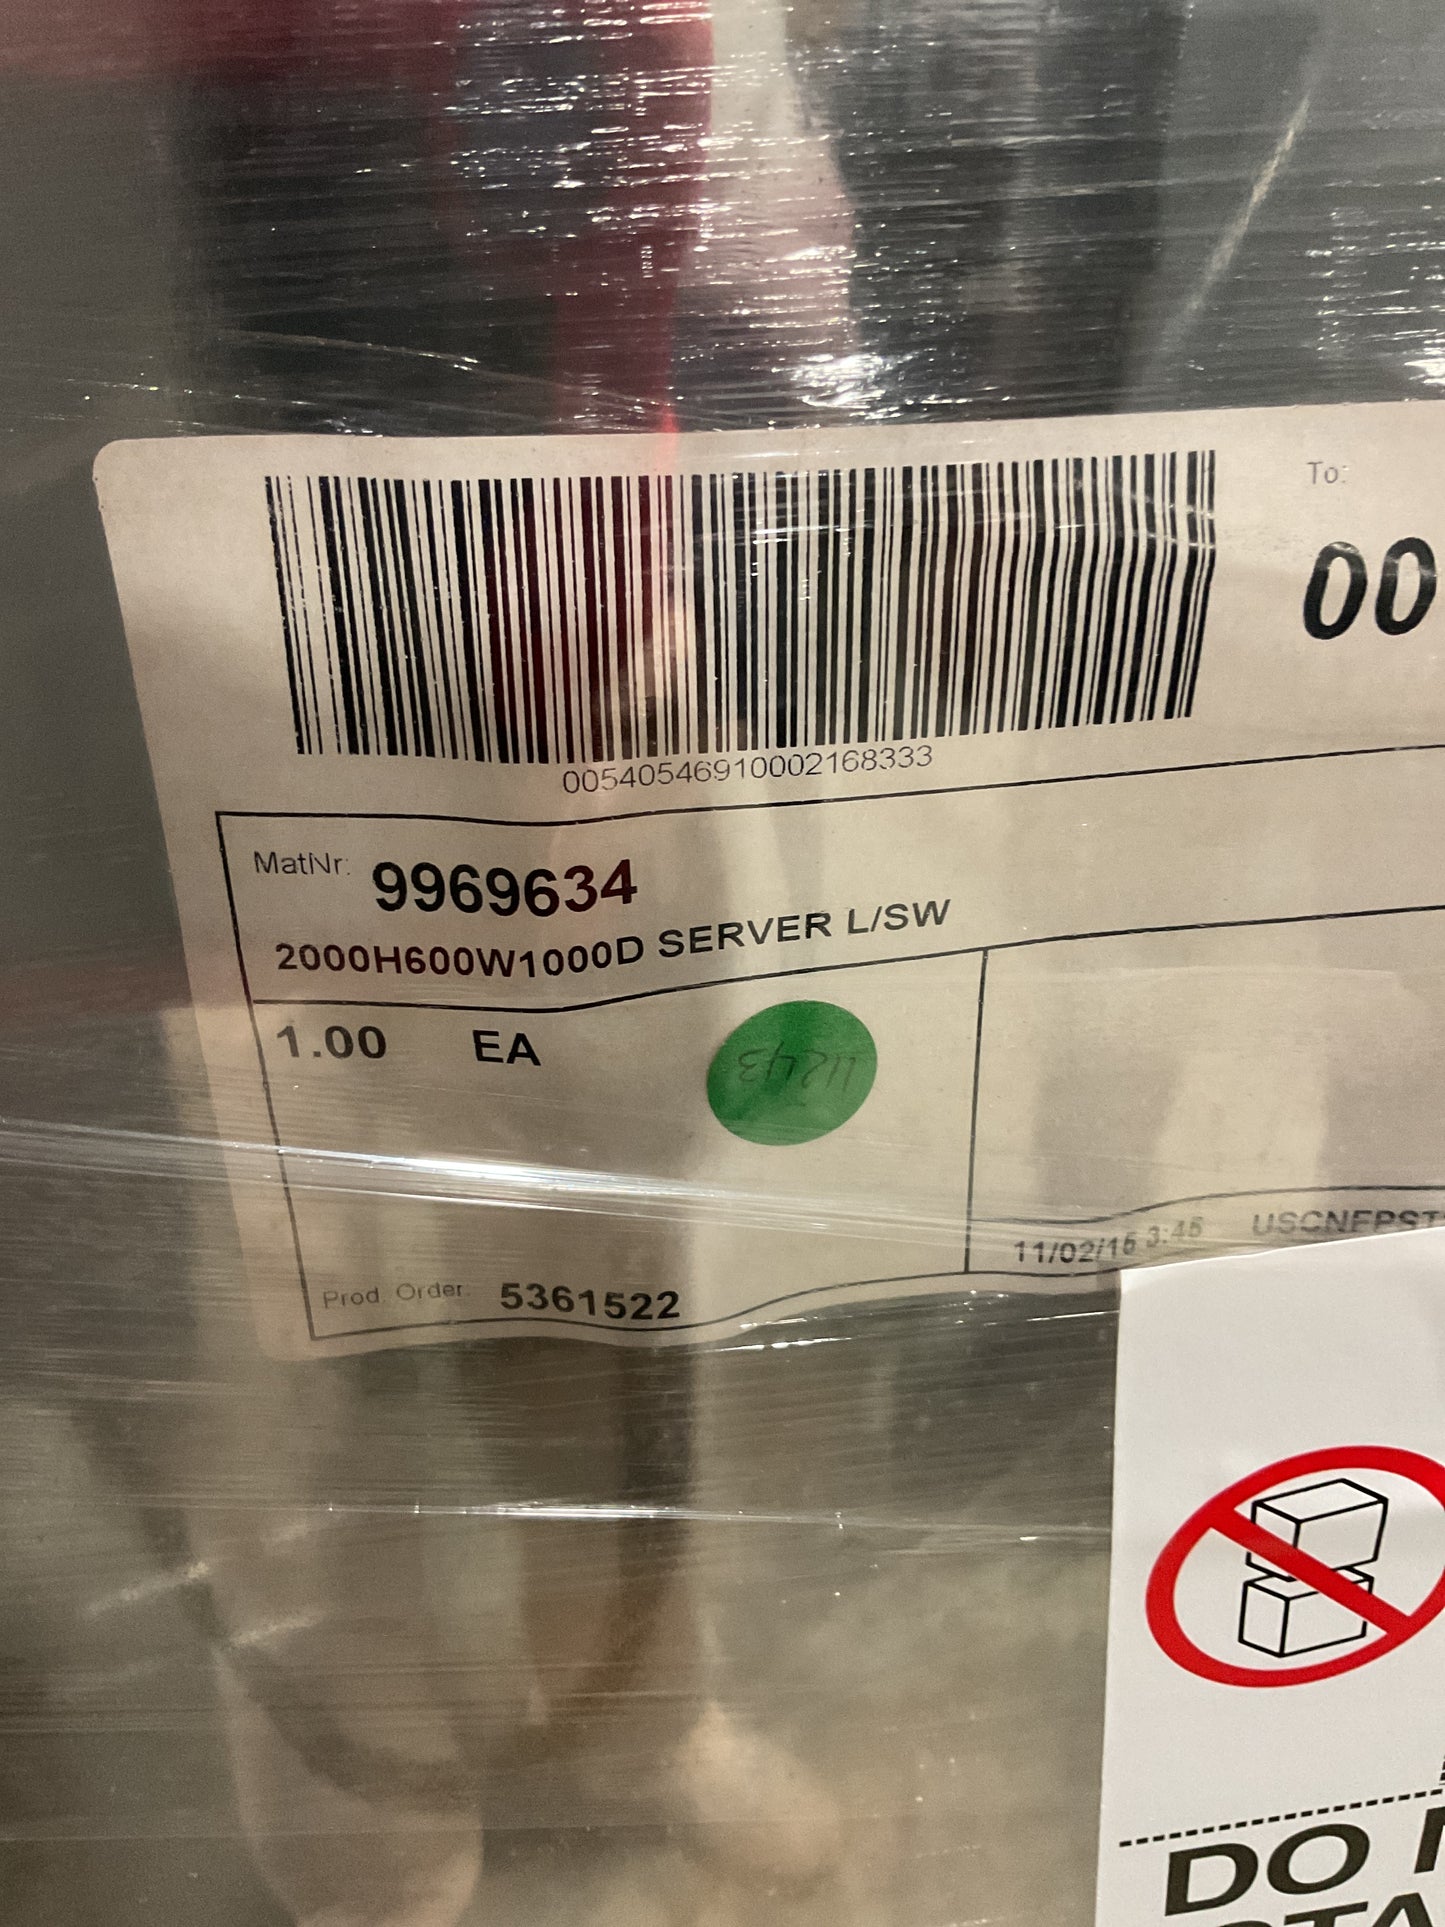 To:
00
00540546910002168333
MatNr: 9969634
2000H600W1000D SERVER L/SW
1.00 EA
11/02/15 3:45
Prod. Order: 5361522
DO